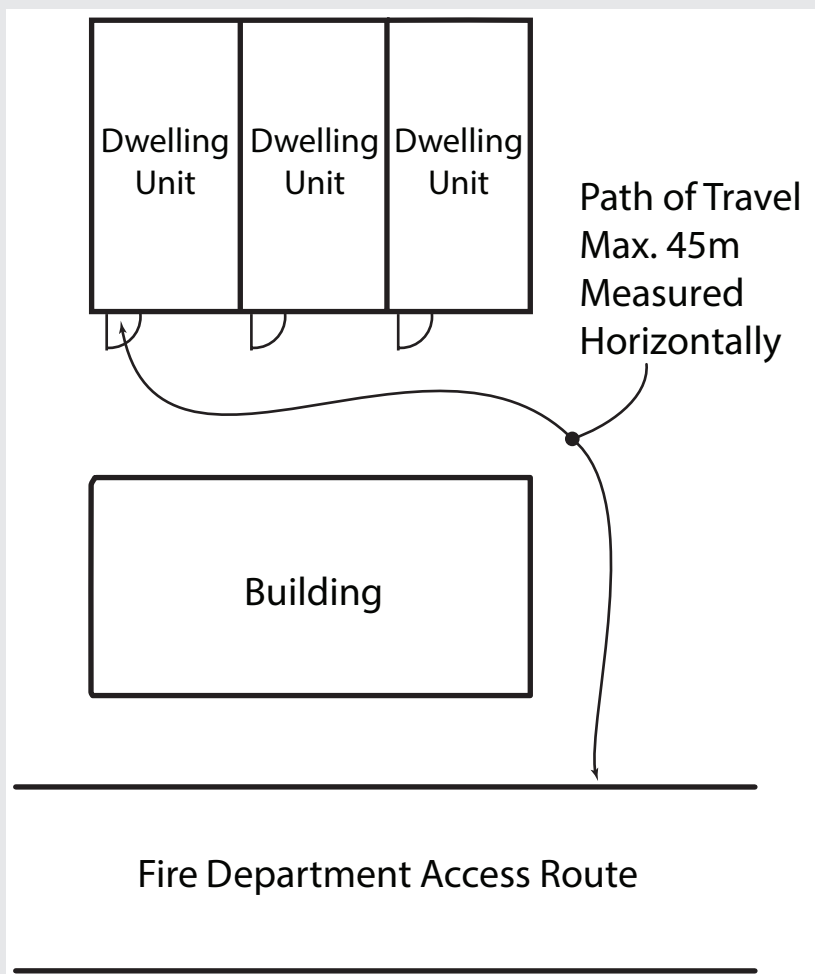 Dwelling
Unit
Dwelling
Unit
Dwelling
Unit
Path of Travel
Max. 45m
Measured
Horizontally
Building
Fire Department Access Route